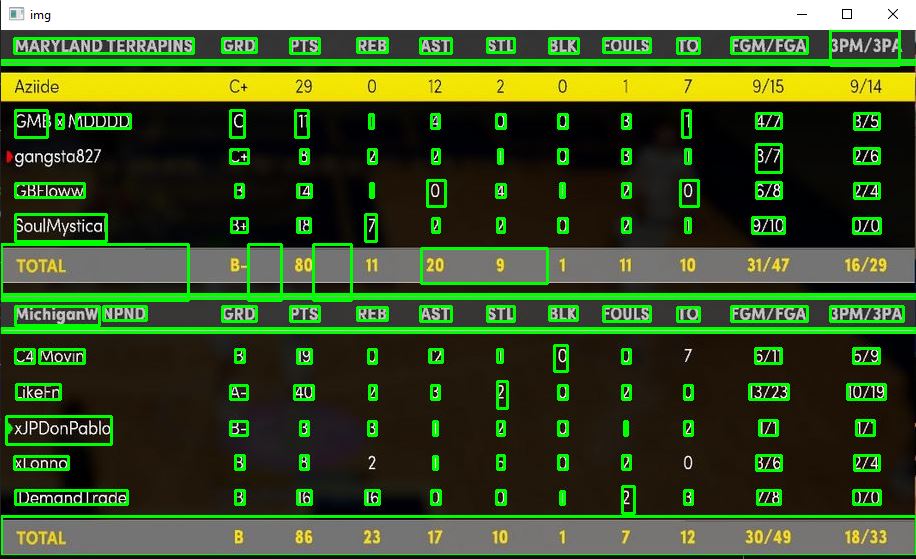 img
MARYLAND TERRAPINS GRD PTS REB AST STL BLK FOULS TO FGM/FGA 3PM/3PA
Aziide C+ 29 0 12 2 0 1 7 9/15 9/14
GMB x MDDDD C 11 1 4 0 0 3 1 4/7 3/5
gangsta827 C+ 8 2 2 1 0 3 1 3/7 2/6
GBFloww B 14 1 0 4 1 2 0 6/8 2/4
SoulMystical B+ 18 7 2 2 0 2 1 9/10 0/0
TOTAL B- 80 11 20 9 1 11 10 31/47 16/29
MichiganW NPND GRD PTS REB AST STL BLK FOULS TO FGM/FGA 3PM/3PA
C4 Movin B 19 0 12 1 0 0 7 6/11 5/9
LikeFn A- 40 2 3 2 0 2 0 13/23 10/19
xJPDonPablo B- 3 3 1 2 0 1 2 1/1 1/1
xLonno B 8 2 1 5 0 2 0 3/6 2/4
IDemandTrade B 16 16 0 0 1 2 3 7/8 0/0
TOTAL B 86 23 17 10 1 7 12 30/49 18/33